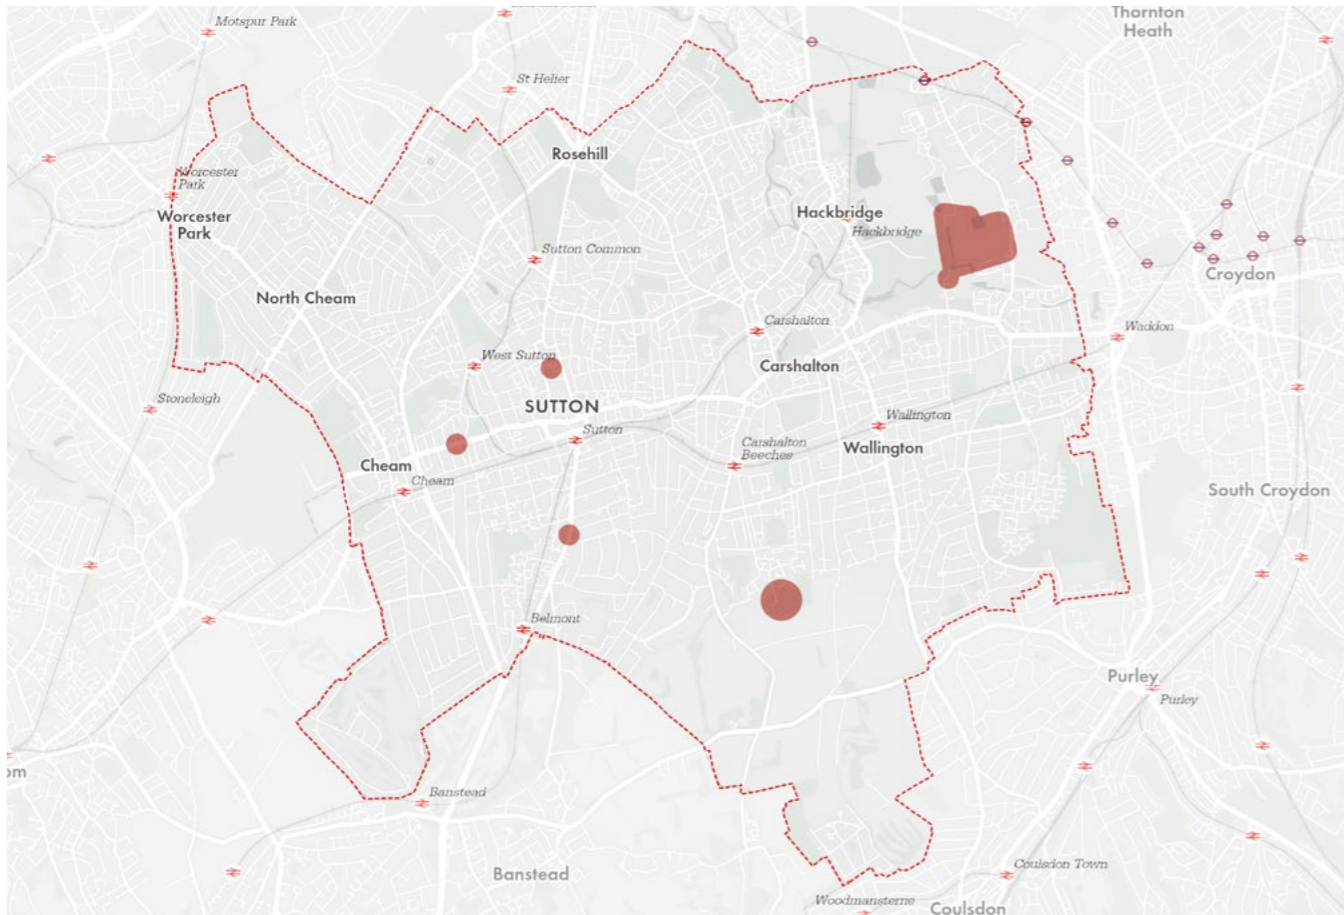 Motspur Park
Thornton
Heath
St Helier
Rosehill
Worcester
Park
Worcester
Park
Hackbridge
Hackbridge
Sutton Common
Croydon
North Cheam
Carshalton
Waddon
West Sutton
Carshalton
Stoneleigh
SUTTON
Sutton
Wallington
Carshalton
Beeches
Wallington
Cheam
Cheam
South Croydon
Belmont
Purley
Purley
om
Banstead
Banstead
Coulsdon Town
Woodmansterne
Coulsdon